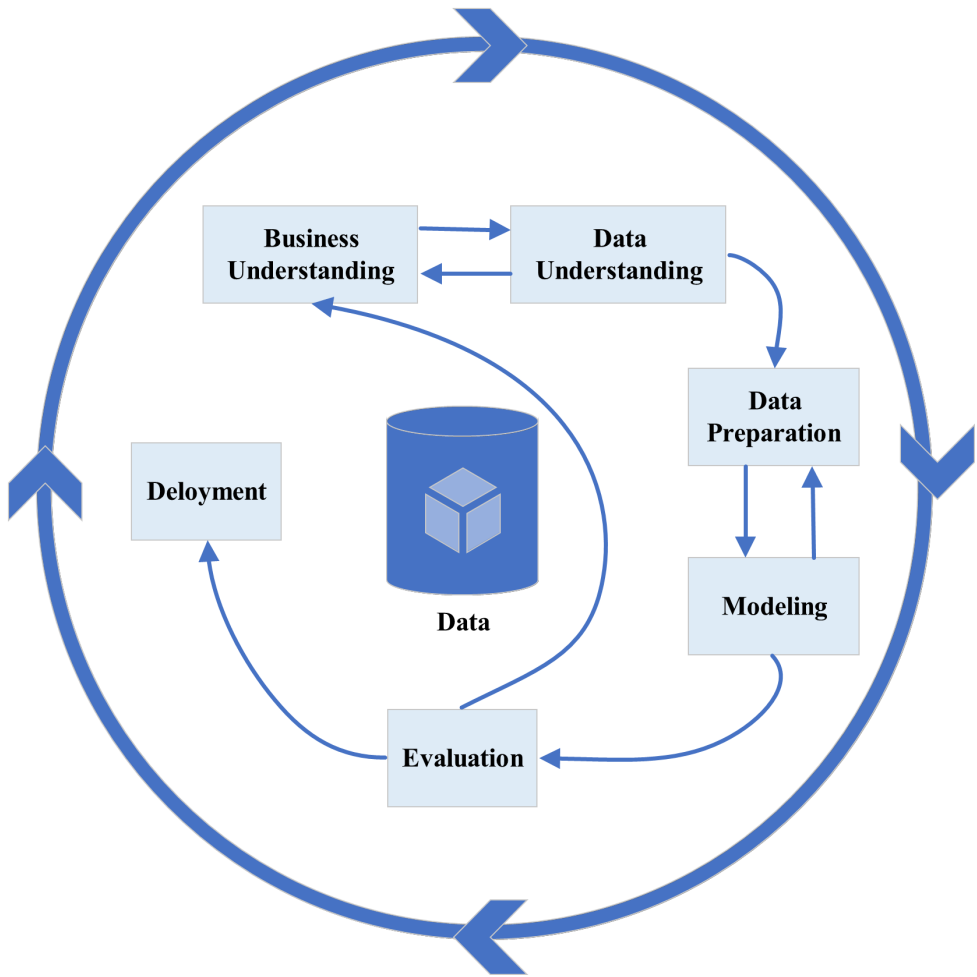 Business
Understanding
Data
Understanding
Data
Preparation
Deloyment
Modeling
Data
Evaluation